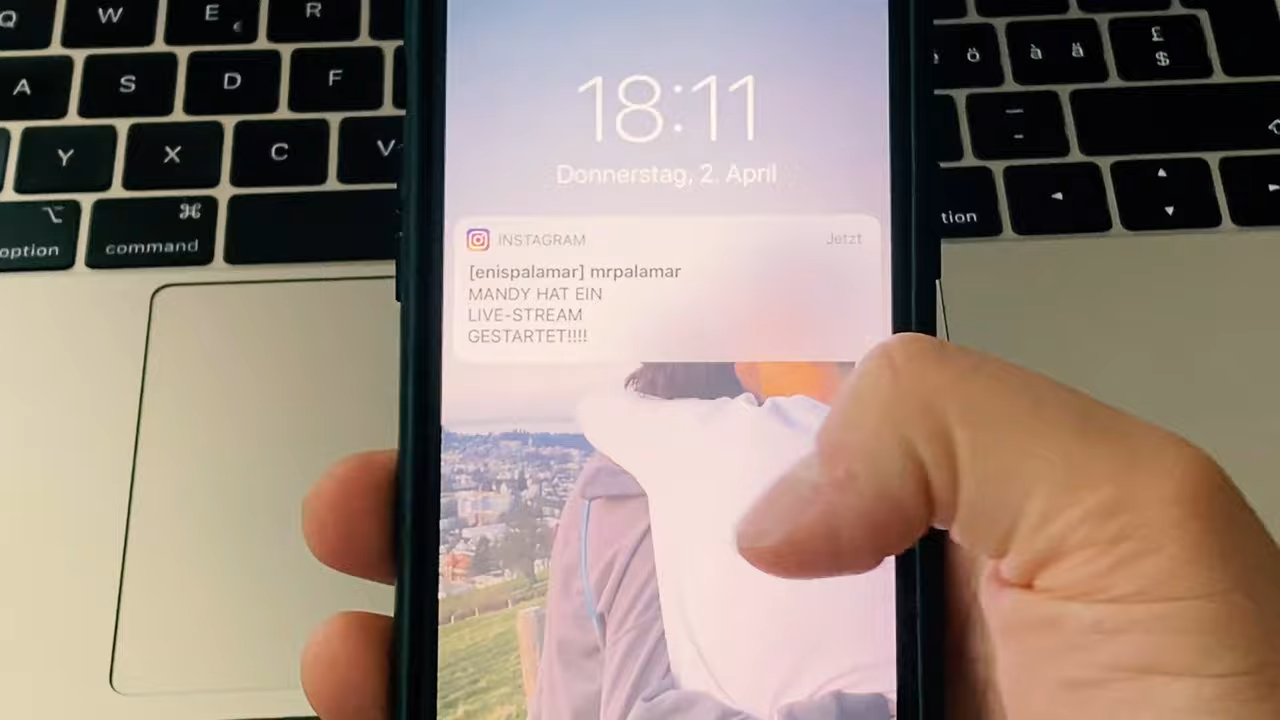 Q W E € R
ö à ä £ $
A S D F
Y X C V
option command
tion
18:11
Donnerstag, 2. April
INSTAGRAM Jetzt
[enispalamar] mrpalamar
MANDY HAT EIN
LIVE-STREAM
GESTARTET!!!!